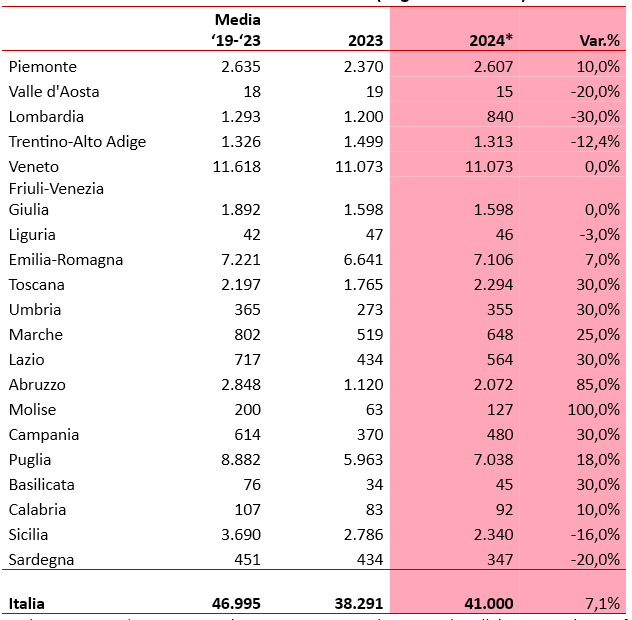 Media
‘19-‘23 2023 2024* Var.%
Piemonte 2.635 2.370 2.607 10,0%
Valle d'Aosta 18 19 15 -20,0%
Lombardia 1.293 1.200 840 -30,0%
Trentino-Alto Adige 1.326 1.499 1.313 -12,4%
Veneto 11.618 11.073 11.073 0,0%
Friuli-Venezia
Giulia 1.892 1.598 1.598 0,0%
Liguria 42 47 46 -3,0%
Emilia-Romagna 7.221 6.641 7.106 7,0%
Toscana 2.197 1.765 2.294 30,0%
Umbria 365 273 355 30,0%
Marche 802 519 648 25,0%
Lazio 717 434 564 30,0%
Abruzzo 2.848 1.120 2.072 85,0%
Molise 200 63 127 100,0%
Campania 614 370 480 30,0%
Puglia 8.882 5.963 7.038 18,0%
Basilicata 76 34 45 30,0%
Calabria 107 83 92 10,0%
Sicilia 3.690 2.786 2.340 -16,0%
Sardegna 451 434 347 -20,0%
Italia 46.995 38.291 41.000 7,1%